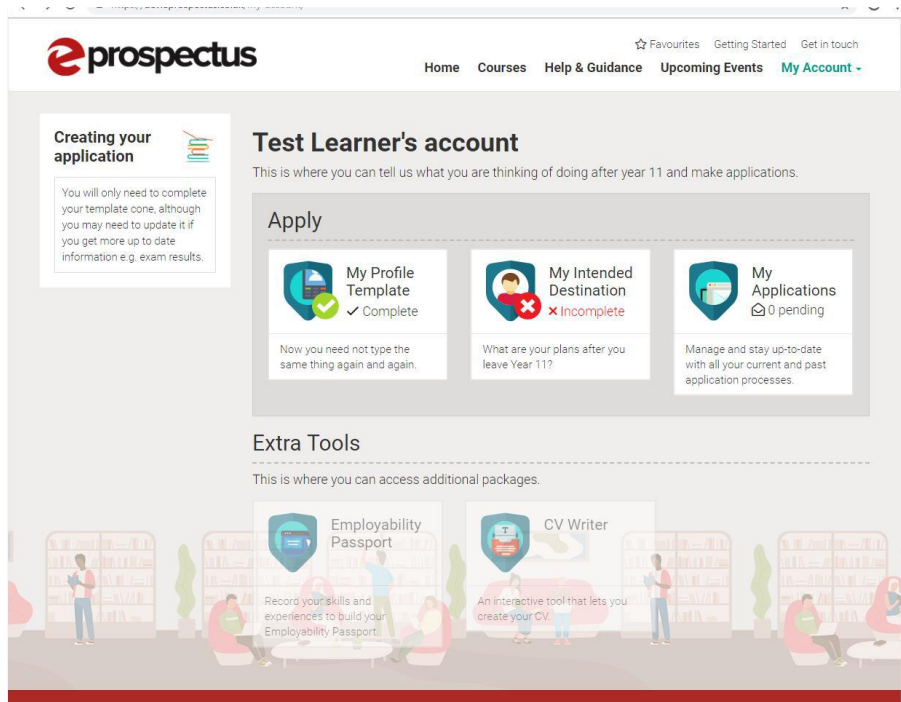 eprospectus
Favourites Getting Started Get in touch
Home Courses Help & Guidance Upcoming Events My Account
Creating your
application
You will only need to complete
your template cone, although
you may need to update it if
you get more up to date
information e.g. exam results.
Test Learner's account
This is where you can tell us what you are thinking of doing after year 11 and make applications.
Apply
My Profile
Template
Complete
Now you need not type the
same thing again and again.
My Intended
Destination
Incomplete
What are your plans after you
leave Year 11?
My
Applications
0 pending
Manage and stay up-to-date
with all your current and past
application processes.
Extra Tools
This is where you can access additional packages.
Employability
Passport
Record your skills and
experiences to build your
Employability Passport.
CV Writer
An interactive tool that lets you
create your CV.